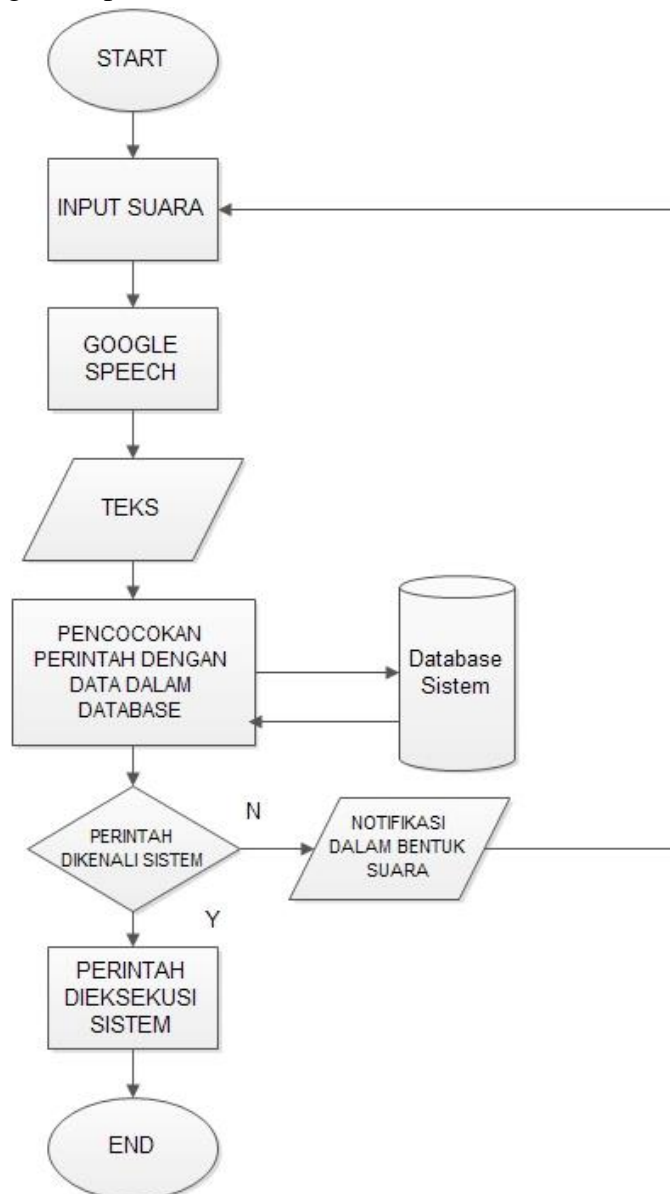 START
INPUT SUARA
GOOGLE
SPEECH
TEKS
PENCOCOKAN
PERINTAH DENGAN
DATA DALAM
DATABASE
Database
Sistem
PERINTAH
DIKENALI SISTEM
N
NOTIFIKASI
DALAM BENTUK
SUARA
Y
PERINTAH
DIEKSEKUSI
SISTEM
END